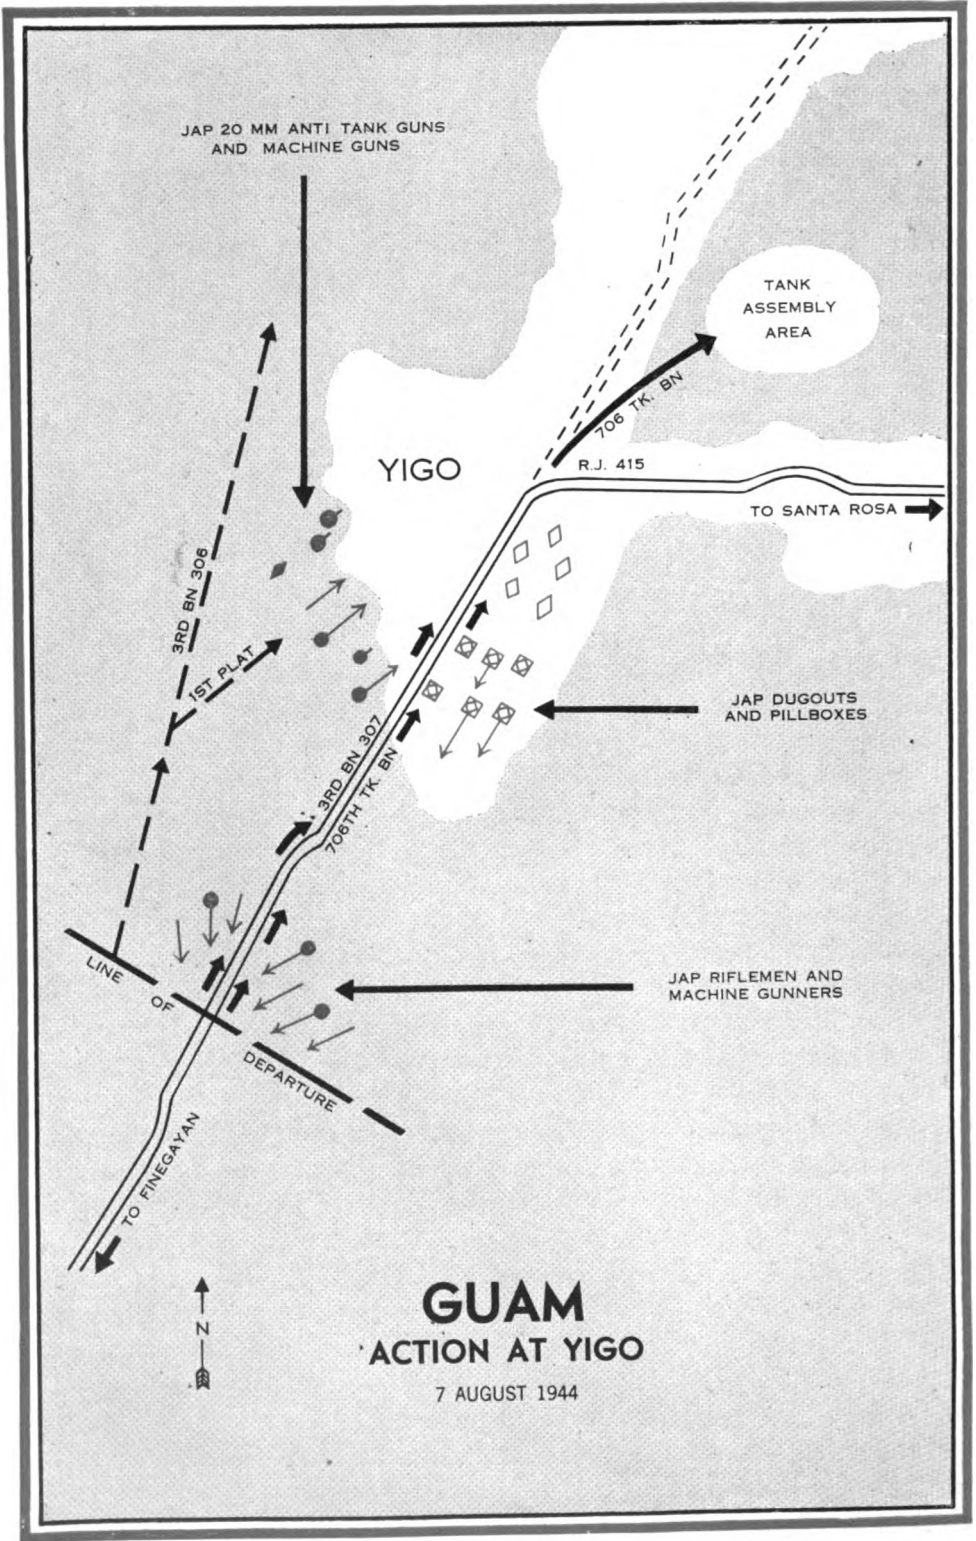 JAP 20 MM ANTI TANK GUNS
AND MACHINE GUNS
TANK
ASSEMBLY
AREA
706 TK. BN
YIGO
R.J. 415
TO SANTA ROSA
3RD BN 306
1ST PLAT
JAP DUGOUTS
AND PILLBOXES
3RD BN 307
706TH TK. BN
LINE OF DEPARTURE
JAP RIFLEMEN AND
MACHINE GUNNERS
TO FINEGAYAN
N
GUAM
ACTION AT YIGO
7 AUGUST 1944